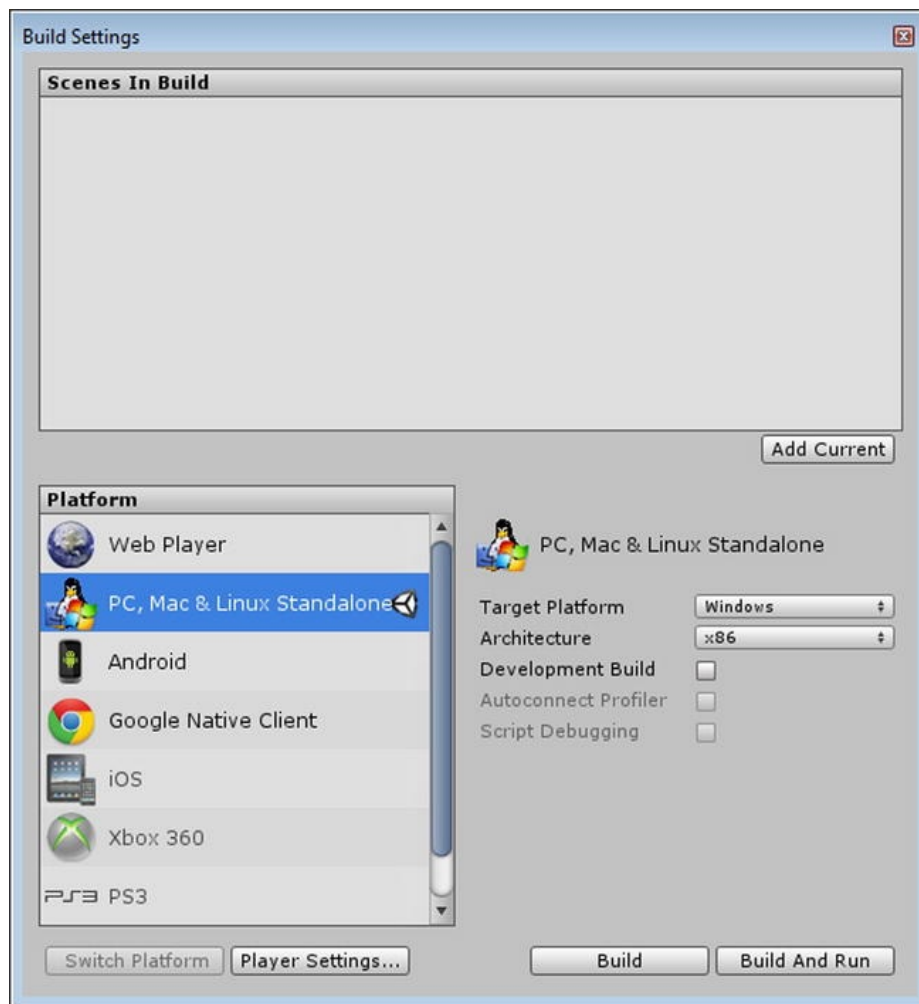 Build Settings
Scenes In Build
Add Current
Platform
Web Player
PC, Mac & Linux Standalone
Android
Google Native Client
iOS
Xbox 360
PS3 PS3
PC, Mac & Linux Standalone
Target Platform Windows
Architecture x86
Development Build
Autoconnect Profiler
Script Debugging
Switch Platform Player Settings... Build Build And Run